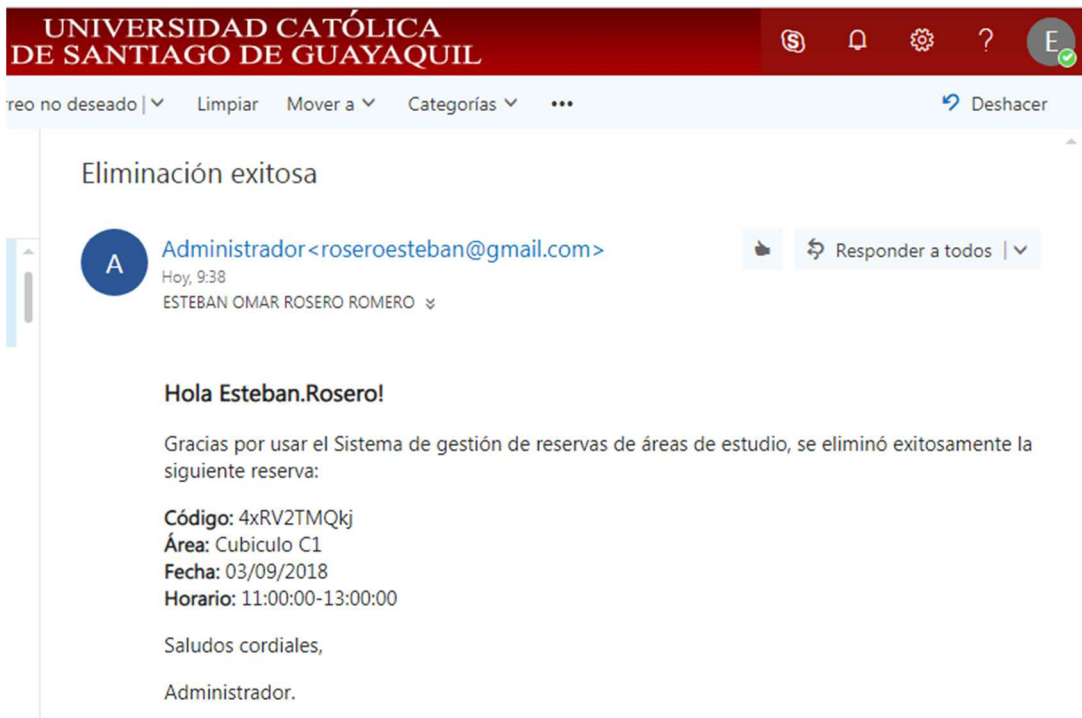 UNIVERSIDAD CATÓLICA
DE SANTIAGO DE GUAYAQUIL
E
reo no deseado | Limpiar Mover a Categorías ••• Deshacer
Eliminación exitosa
A
Administrador<roseroesteban@gmail.com>
Responder a todos |
Hoy, 9:38
ESTEBAN OMAR ROSERO ROMERO
Hola Esteban.Rosero!
Gracias por usar el Sistema de gestión de reservas de áreas de estudio, se eliminó exitosamente la
siguiente reserva:
Código: 4xRV2TMQkj
Área: Cubiculo C1
Fecha: 03/09/2018
Horario: 11:00:00-13:00:00
Saludos cordiales,
Administrador.